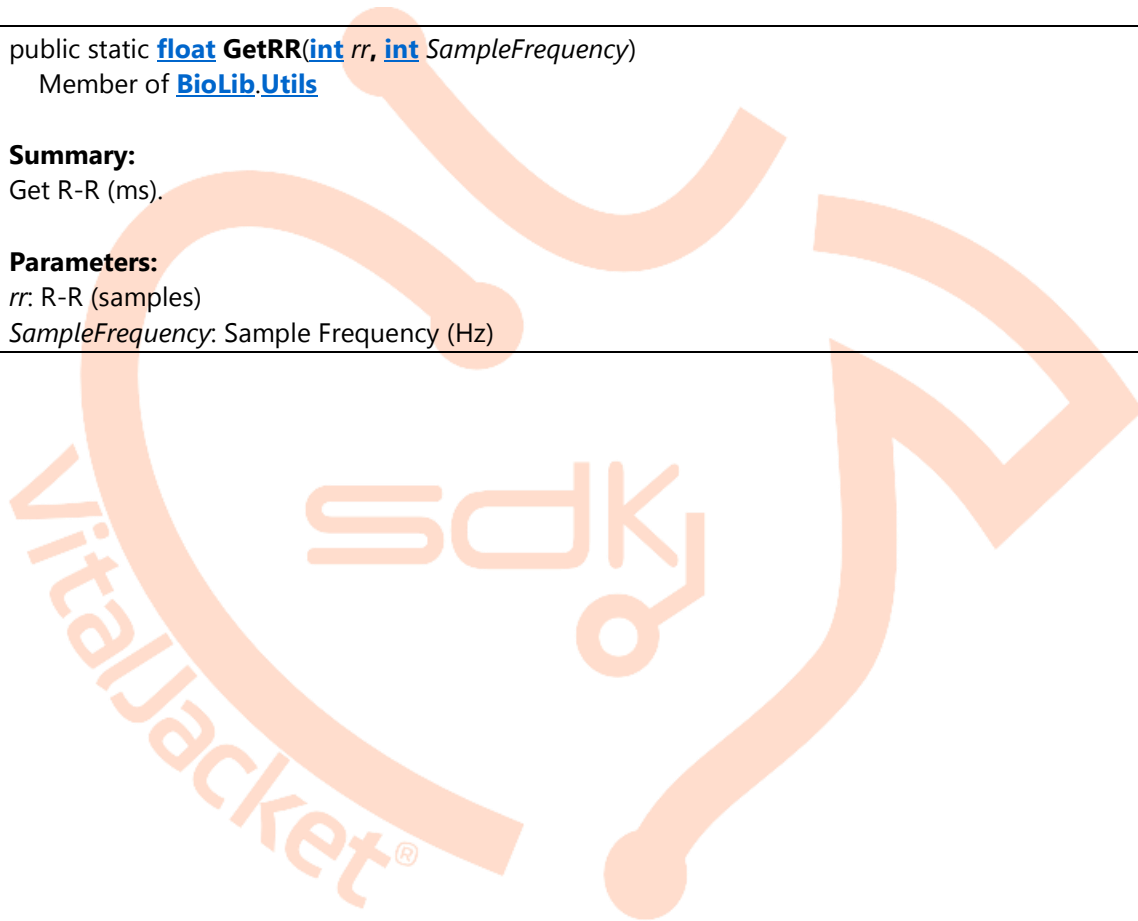 public static float GetRR(int rr, int SampleFrequency)
Member of BioLib.Utils
Summary:
Get R-R (ms).
Parameters:
rr: R-R (samples)
SampleFrequency: Sample Frequency (Hz)
sdk
VitalJacket®